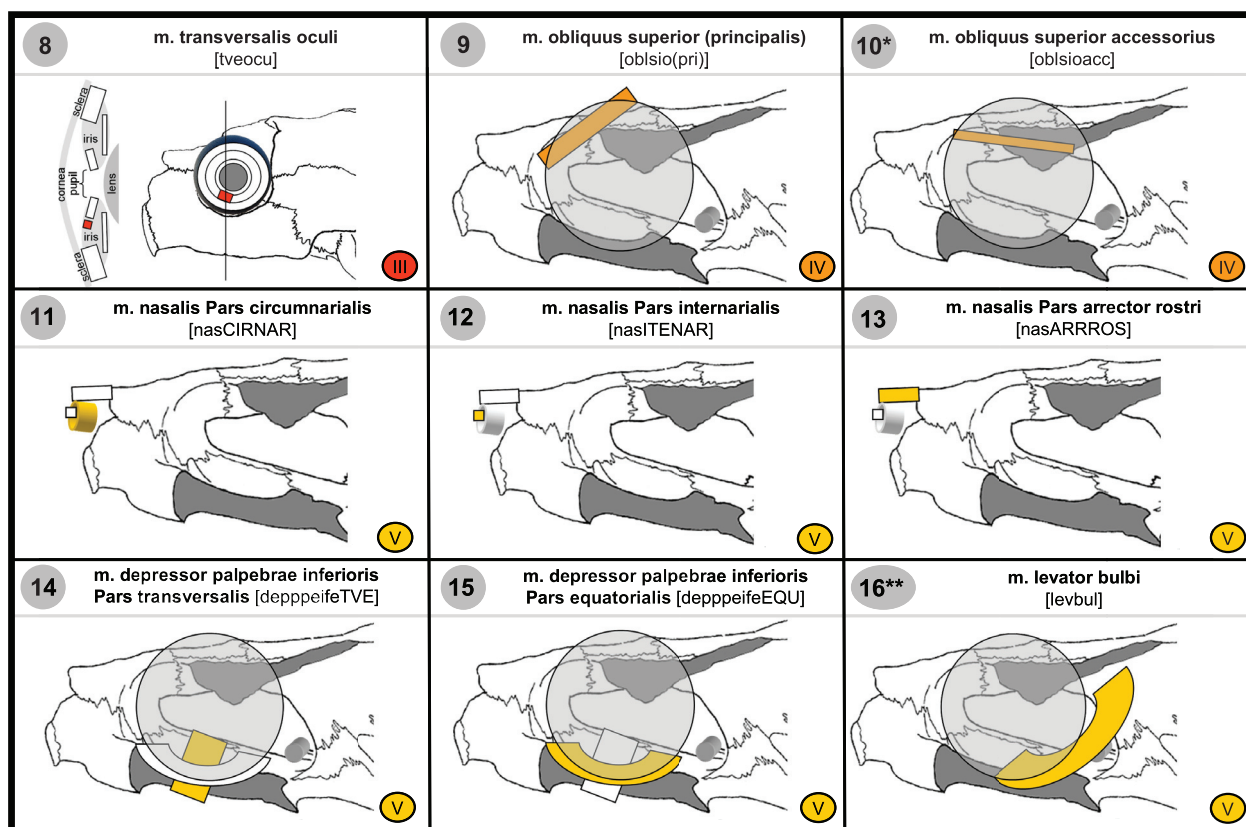 8
m. transversalis oculi
[tveocu]
sclera
iris
cornea
pupil
lens
iris
sclera
III
9
m. obliquus superior (principalis)
[oblsio(pri)]
IV
10*
m. obliquus superior accessorius
[oblsioacc]
IV
11
m. nasalis Pars circumnarialis
[nasCIRNAR]
V
12
m. nasalis Pars internarialis
[nasITENAR]
V
13
m. nasalis Pars arrector rostri
[nasARRROS]
V
14
m. depressor palpebrae inferioris
Pars transversalis [depppeifeTVE]
V
15
m. depressor palpebrae inferioris
Pars equatorialis [depppeifeEQU]
V
16**
m. levator bulbi
[levbul]
V